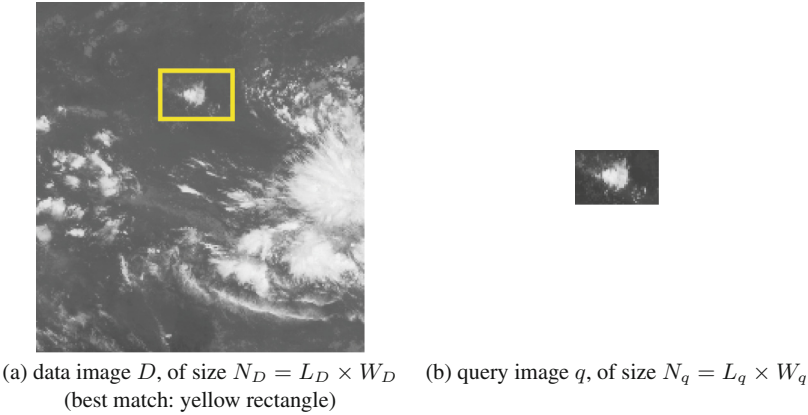 (a) data image D, of size N_D = L_D × W_D
(best match: yellow rectangle)
(b) query image q, of size N_q = L_q × W_q